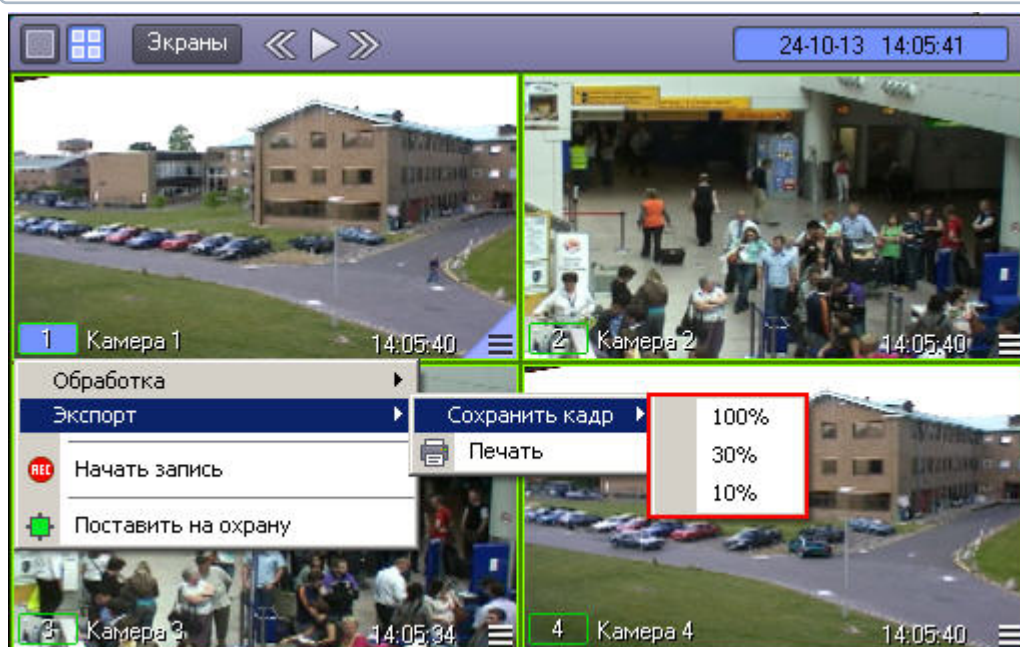 Экраны
24-10-13 14:05:41
1 Камера 1 14:05:40
2 Камера 2 14:05:40
Обработка
Экспорт
Сохранить кадр
100%
Печать
30%
10%
REC Начать запись
Поставить на охрану
3 Камера 3 14:05:34
4 Камера 4 14:05:40